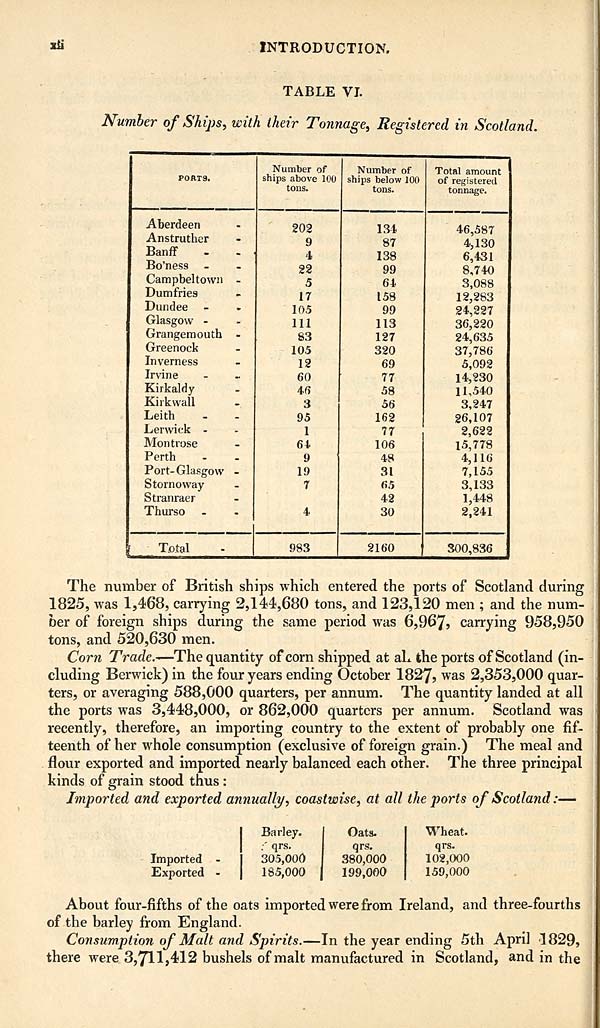 xli INTRODUCTION.
TABLE VI.
Number of Ships, with their Tonnage, Registered in Scotland.
PORTS. Number of ships above 100 tons. Number of ships below 100 tons. Total amount of registered tonnage.
Aberdeen - 202 134 46,587
Anstruther - 9 87 4,130
Banff - - 4 138 6,431
Bo'ness - - 22 99 8,740
Campbeltown - 5 64 3,088
Dumfries - 17 158 12,283
Dundee - - 105 99 24,227
Glasgow - - 111 113 36,220
Grangemouth - 83 127 24,635
Greenock - 105 320 37,786
Inverness - 12 69 5,092
Irvine - - 60 77 14,230
Kirkaldy - 46 58 11,540
Kirkwall - 3 56 3,247
Leith - - 95 162 26,107
Lerwick - - 1 77 2,622
Montrose - 64 106 15,778
Perth - - 9 48 4,116
Port-Glasgow - 19 31 7,155
Stornoway - 7 65 3,133
Stranraer - 42 1,448
Thurso - - 4 30 2,241
Total - 983 2160 300,836
The number of British ships which entered the ports of Scotland during
1825, was 1,468, carrying 2,144,680 tons, and 123,120 men ; and the num-
ber of foreign ships during the same period was 6,967, carrying 958,950
tons, and 520,630 men.
Corn Trade.—The quantity of corn shipped at al. the ports of Scotland (in-
cluding Berwick) in the four years ending October 1827, was 2,353,000 quar-
ters, or averaging 588,000 quarters, per annum. The quantity landed at all
the ports was 3,448,000, or 862,000 quarters per annum. Scotland was
recently, therefore, an importing country to the extent of probably one fif-
teenth of her whole consumption (exclusive of foreign grain.) The meal and
flour exported and imported nearly balanced each other. The three principal
kinds of grain stood thus :
Imported and exported annually, coastwise, at all the ports of Scotland :—
Barley. Oats. Wheat.
qrs. qrs. qrs.
Imported - 305,000 380,000 102,000
Exported - 185,000 199,000 159,000
About four-fifths of the oats imported were from Ireland, and three-fourths
of the barley from England.
Consumption of Malt and Spirits.—In the year ending 5th April 1829,
there were 3,711,412 bushels of malt manufactured in Scotland, and in the